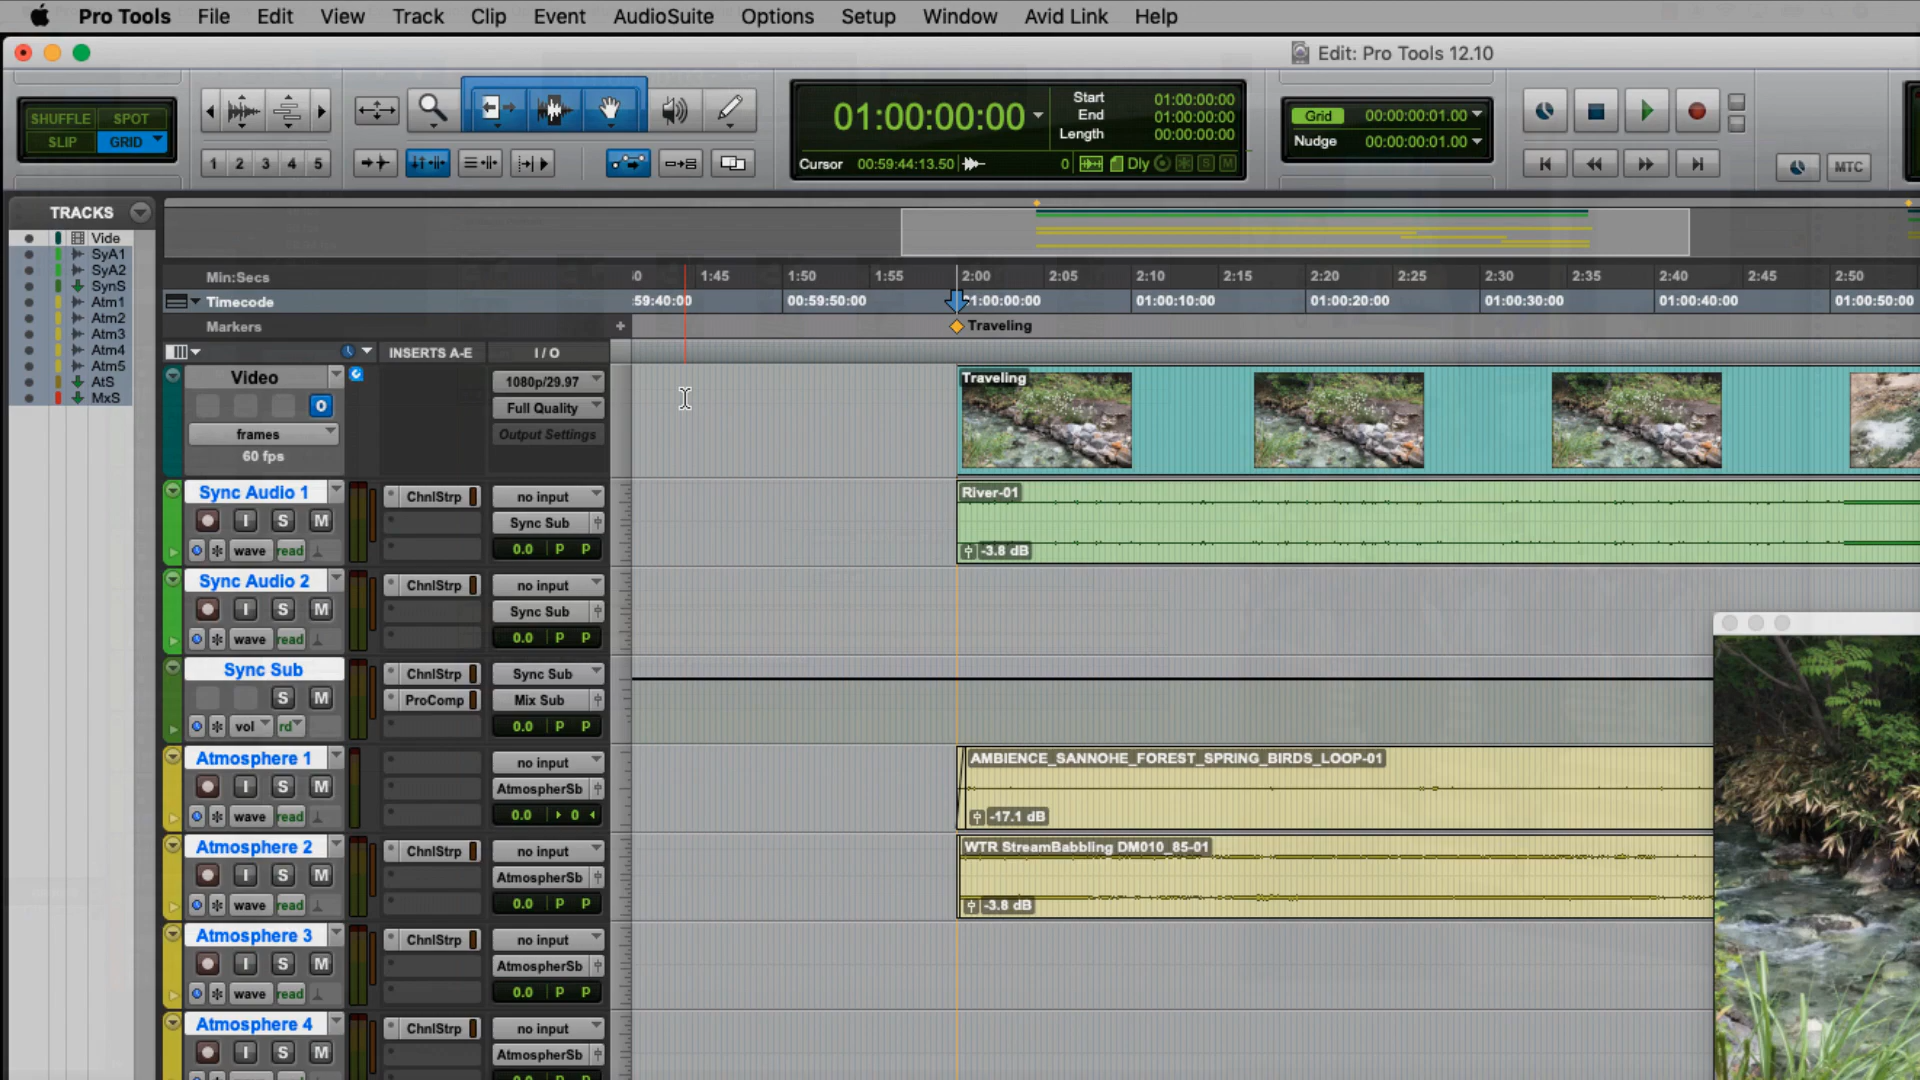 Pro Tools File Edit View Track Clip Event AudioSuite Options Setup Window Avid Link Help
Edit: Pro Tools 12.10
SHUFFLE SPOT
SLIP GRID
1 2 3 4 5
01:00:00:00
Start 01:00:00:00
End 01:00:00:00
Length 00:00:00:00
Cursor 00:59:44:13.50 0 Dly S M
Grid 00:00:00:01.00
Nudge 00:00:00:01.00
MTC
TRACKS
Vide
SyA1
SyA2
SynS
Atm1
Atm2
Atm3
Atm4
Atm5
AtS
MxS
Min:Secs :0 1:45 1:50 1:55 2:00 2:05 2:10 2:15 2:20 2:25 2:30 2:35 2:40 2:45 2:50
Timecode :59:40:00 00:59:50:00 01:00:00:00 01:00:10:00 01:00:20:00 01:00:30:00 01:00:40:00 01:00:50:00
Markers + Traveling
INSERTS A-E I / O
Video 1080p/29.97 Traveling
O Full Quality
frames Output Settings
60 fps
Sync Audio 1 ChnlStrp no input River-01
I S M Sync Sub
wave read 0.0 P P -3.8 dB
Sync Audio 2 ChnlStrp no input
I S M Sync Sub
wave read 0.0 P P
Sync Sub ChnlStrp Sync Sub
S M ProComp Mix Sub
vol rd 0.0 P P
Atmosphere 1 no input AMBIENCE_SANNOHE_FOREST_SPRING_BIRDS_LOOP-01
I S M AtmospherSb
wave read 0.0 0 -17.1 dB
Atmosphere 2 ChnlStrp no input WTR StreamBabbling DM010_85-01
I S M AtmospherSb
wave read 0.0 P P -3.8 dB
Atmosphere 3 ChnlStrp no input
I S M AtmospherSb
wave read 0.0 P P
Atmosphere 4 ChnlStrp no input
I S M AtmospherSb